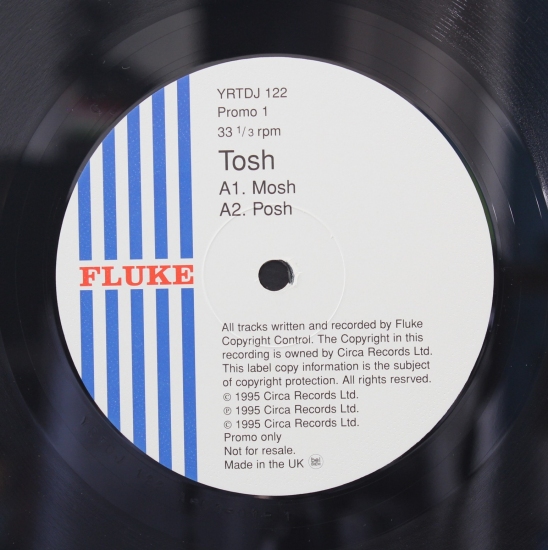 YRTDJ 122
Promo 1
33 1/3 rpm
Tosh
A1. Mosh
A2. Posh
FLUKE
All tracks written and recorded by Fluke
Copyright Control. The Copyright in this
recording is owned by Circa Records Ltd.
This label copy information is the subject
of copyright protection. All rights resrved.
© 1995 Circa Records Ltd.
℗ 1995 Circa Records Ltd.
© 1995 Circa Records Ltd.
Promo only
Not for resale.
Made in the UK